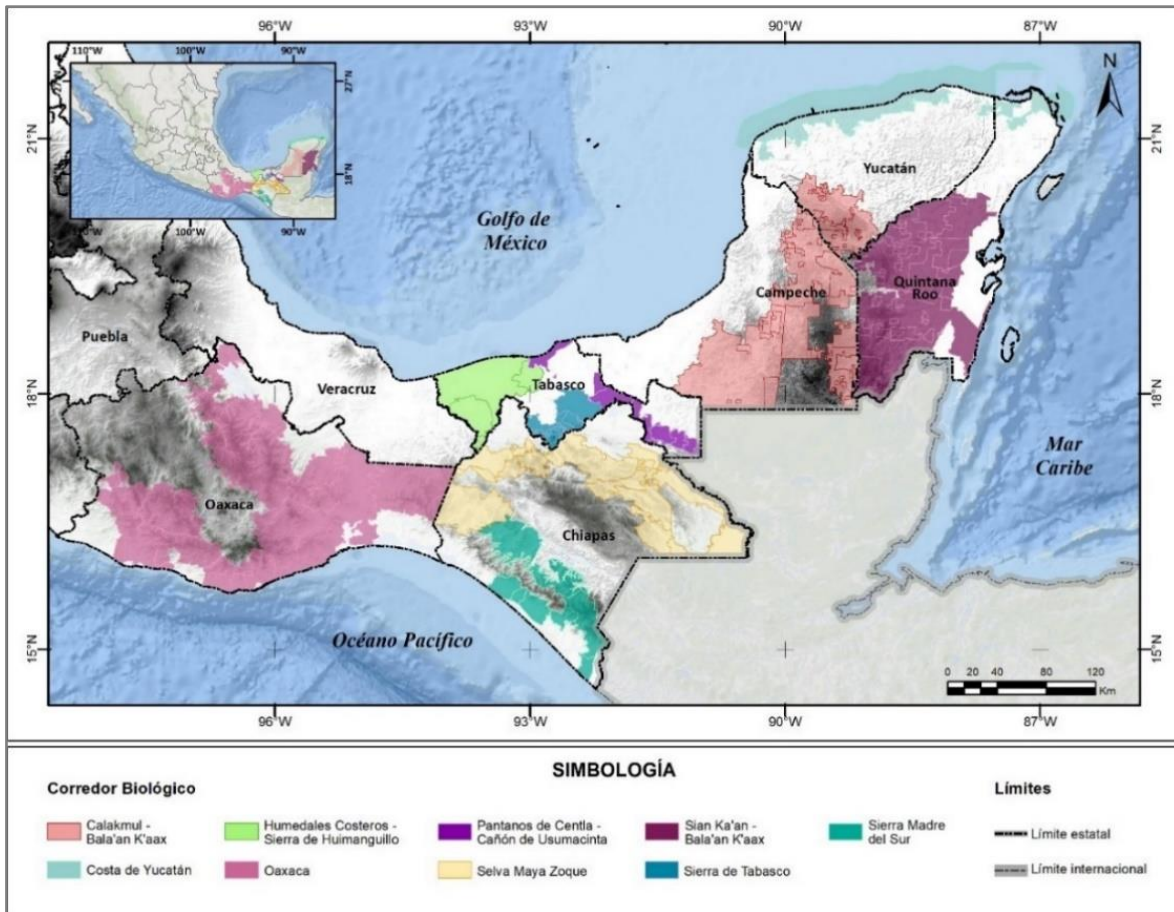 96°W 93°W 90°W 87°W
N
110°W 100°W 90°W
27°N
18°N
110°W 100°W 90°W
21°N 21°N
18°N 18°N
15°N 15°N
Golfo de
México
Yucatán
Campeche
Quintana
Roo
Puebla
Veracruz
Tabasco
Oaxaca
Chiapas
Mar
Caribe
Océano Pacífico
0 20 40 80 120
Km
96°W 93°W 90°W 87°W
SIMBOLOGÍA
Corredor Biológico
Calakmul -
Bala'an K'aax
Costa de Yucatán
Humedales Costeros -
Sierra de Huimanguillo
Oaxaca
Pantanos de Centla -
Cañón de Usumacinta
Selva Maya Zoque
Sian Ka'an -
Bala'an K'aax
Sierra de Tabasco
Sierra Madre
del Sur
Límites
Límite estatal
Límite internacional